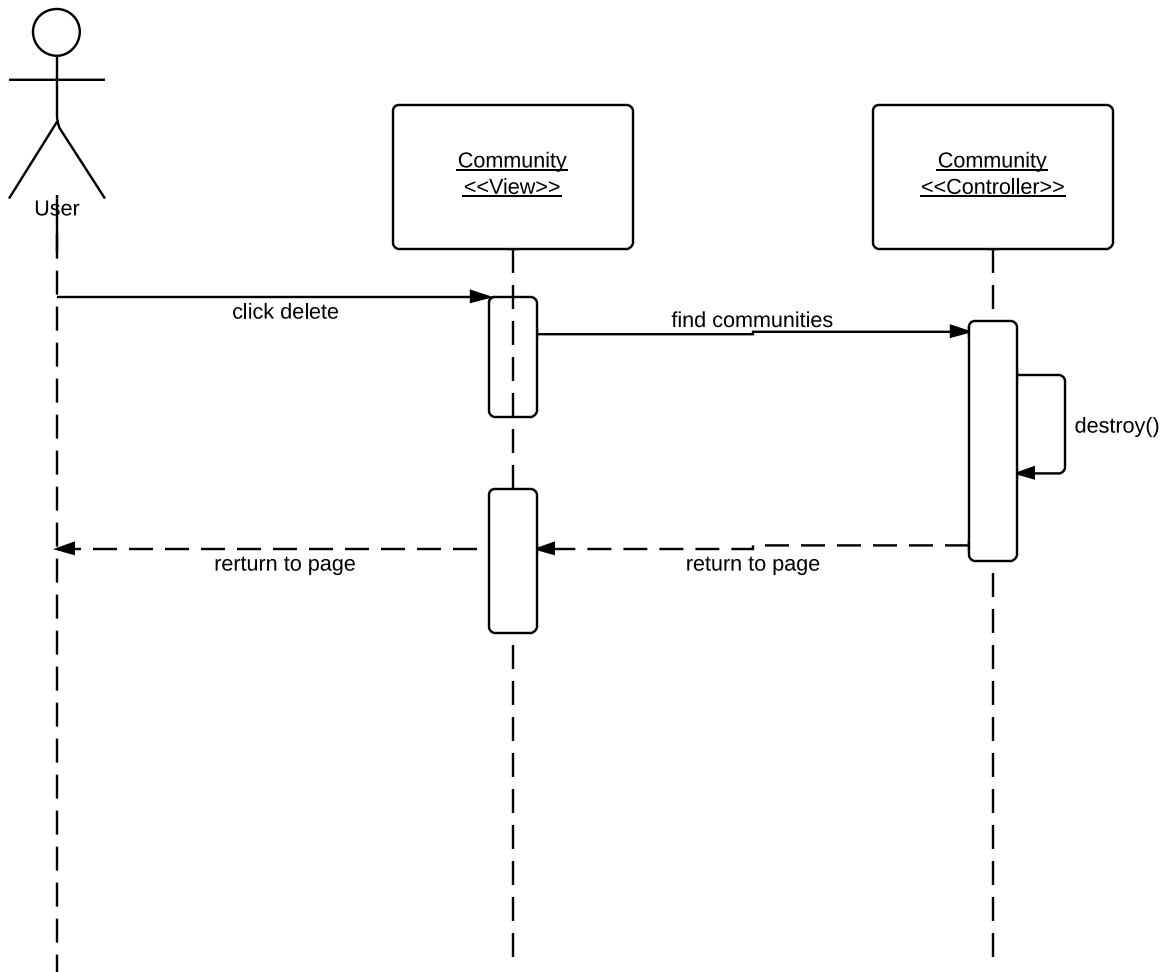 User
Community
<<View>>
Community
<<Controller>>
click delete
find communities
destroy()
rerturn to page
return to page